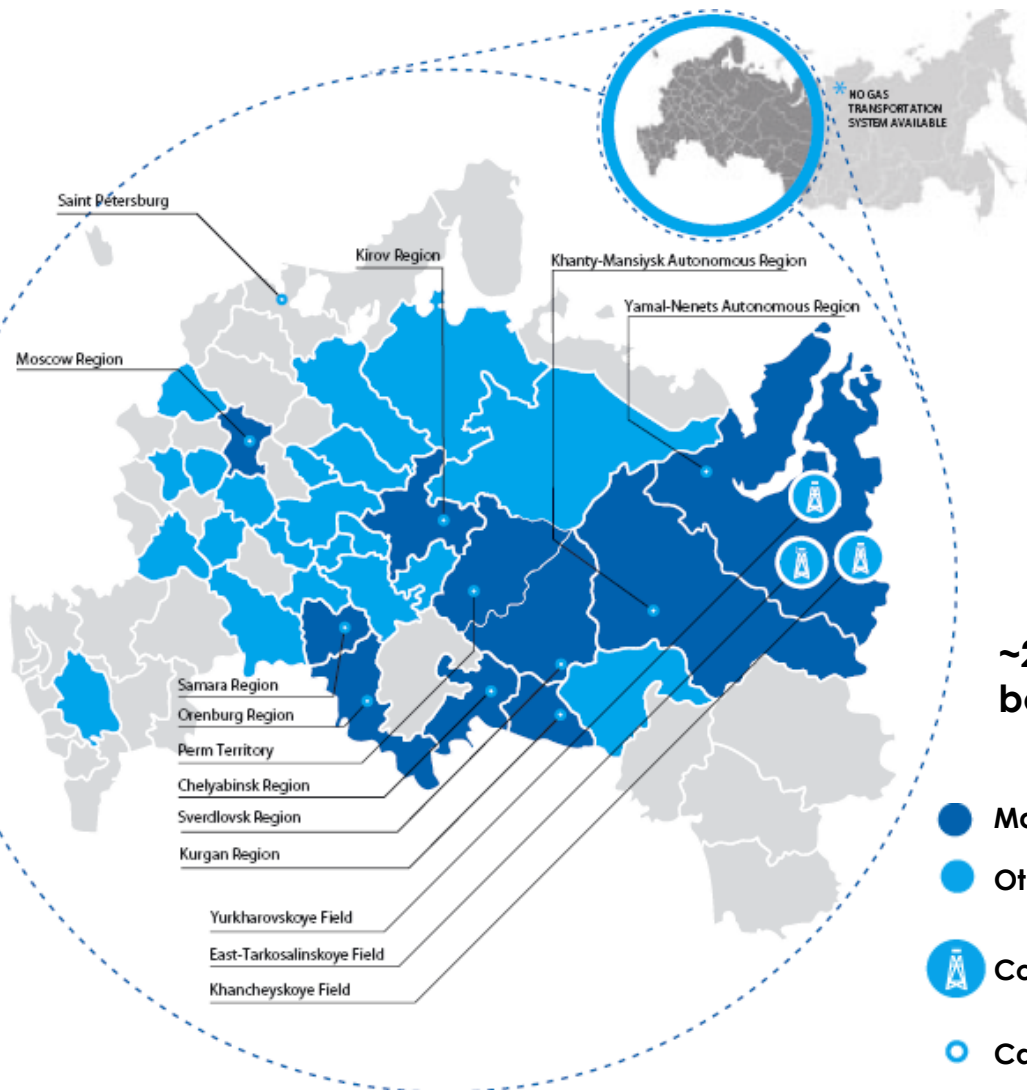 * NO GAS
TRANSPORTATION
SYSTEM AVAILABLE
Saint Petersburg
Kirov Region
Khanty-Mansiysk Autonomous Region
Yamal-Nenets Autonomous Region
Moscow Region
Samara Region
Orenburg Region
Perm Territory
Chelyabinsk Region
Sverdlovsk Region
Kurgan Region
Yurkharovskoye Field
East-Tarkosalinskoye Field
Khancheyskoye Field